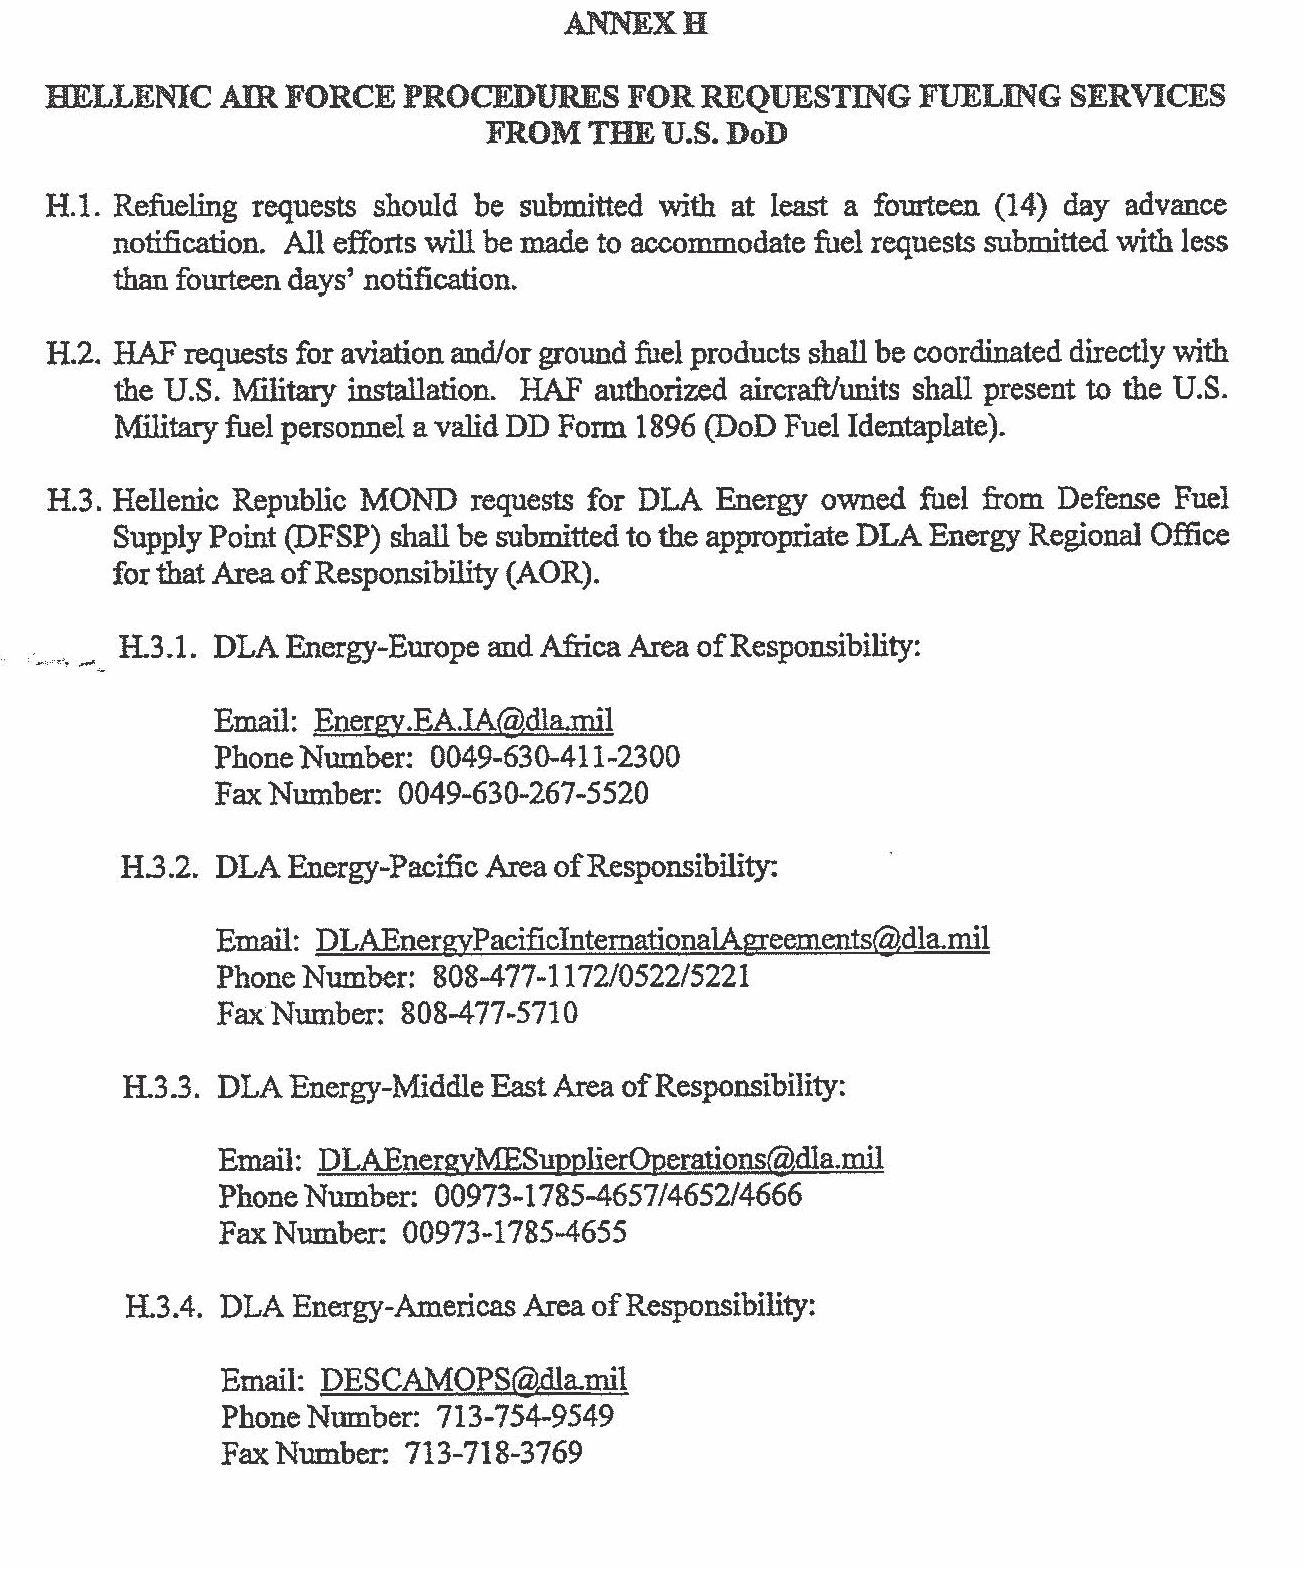 ANNEX H
HELLENIC AIR FORCE PROCEDURES FOR REQUESTING FUELING SERVICES
FROM THE U.S. DoD
H.1. Refueling requests should be submitted with at least a fourteen (14) day advance
notification. All efforts will be made to accommodate fuel requests submitted with less
than fourteen days' notification.
H.2. HAF requests for aviation and/or ground fuel products shall be coordinated directly with
the U.S. Military installation. HAF authorized aircraft/units shall present to the U.S.
Military fuel personnel a valid DD Form 1896 (DoD Fuel Identaplate).
H.3. Hellenic Republic MOND requests for DLA Energy owned fuel from Defense Fuel
Supply Point (DFSP) shall be submitted to the appropriate DLA Energy Regional Office
for that Area of Responsibility (AOR).
H.3.1. DLA Energy-Europe and Africa Area of Responsibility:
Email: Energy.EA.IA@dla.mil
Phone Number: 0049-630-411-2300
Fax Number: 0049-630-267-5520
H.3.2. DLA Energy-Pacific Area of Responsibility:
Email: DLAEnergyPacificInternationalAgreements@dla.mil
Phone Number: 808-477-1172/0522/5221
Fax Number: 808-477-5710
H.3.3. DLA Energy-Middle East Area of Responsibility:
Email: DLAEnergyMESupplierOperations@dla.mil
Phone Number: 00973-1785-4657/4652/4666
Fax Number: 00973-1785-4655
H.3.4. DLA Energy-Americas Area of Responsibility:
Email: DESCAMOPS@dla.mil
Phone Number: 713-754-9549
Fax Number: 713-718-3769